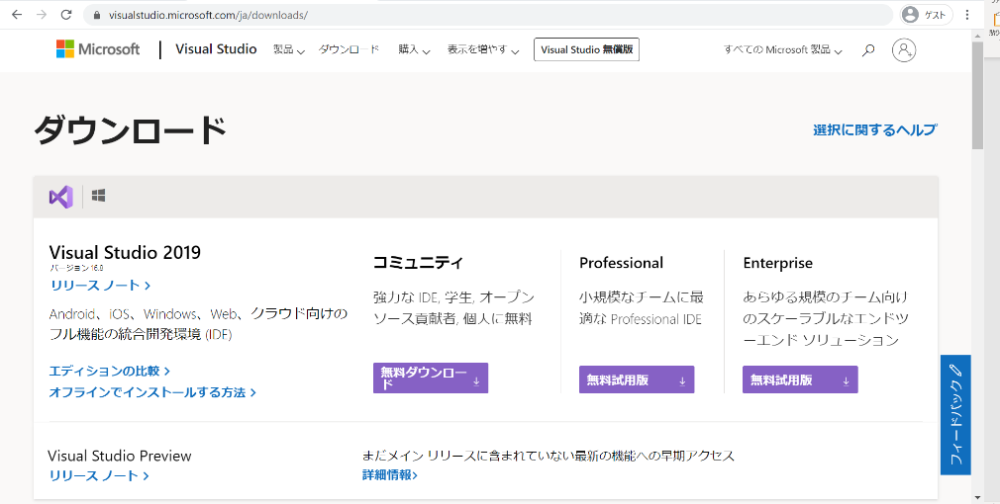 visualstudio.microsoft.com/ja/downloads/
ゲスト
Microsoft
Visual Studio
製品
ダウンロード
購入
表示を増やす
Visual Studio 無償版
すべての Microsoft 製品
ダウンロード
選択に関するヘルプ
Visual Studio 2019
バージョン 16.8
リリース ノート
Android、iOS、Windows、Web、クラウド向けの
フル機能の統合開発環境 (IDE)
エディションの比較
オフラインでインストールする方法
コミュニティ
強力な IDE, 学生, オープン
ソース貢献者, 個人に無料
無料ダウンロー
ド
Professional
小規模なチームに最
適な Professional IDE
無料試用版
Enterprise
あらゆる規模のチーム向け
のスケーラブルなエンドツ
ーエンド ソリューション
無料試用版
フィードバック
Visual Studio Preview
リリース ノート
まだメイン リリースに含まれていない最新の機能への早期アクセス
詳細情報